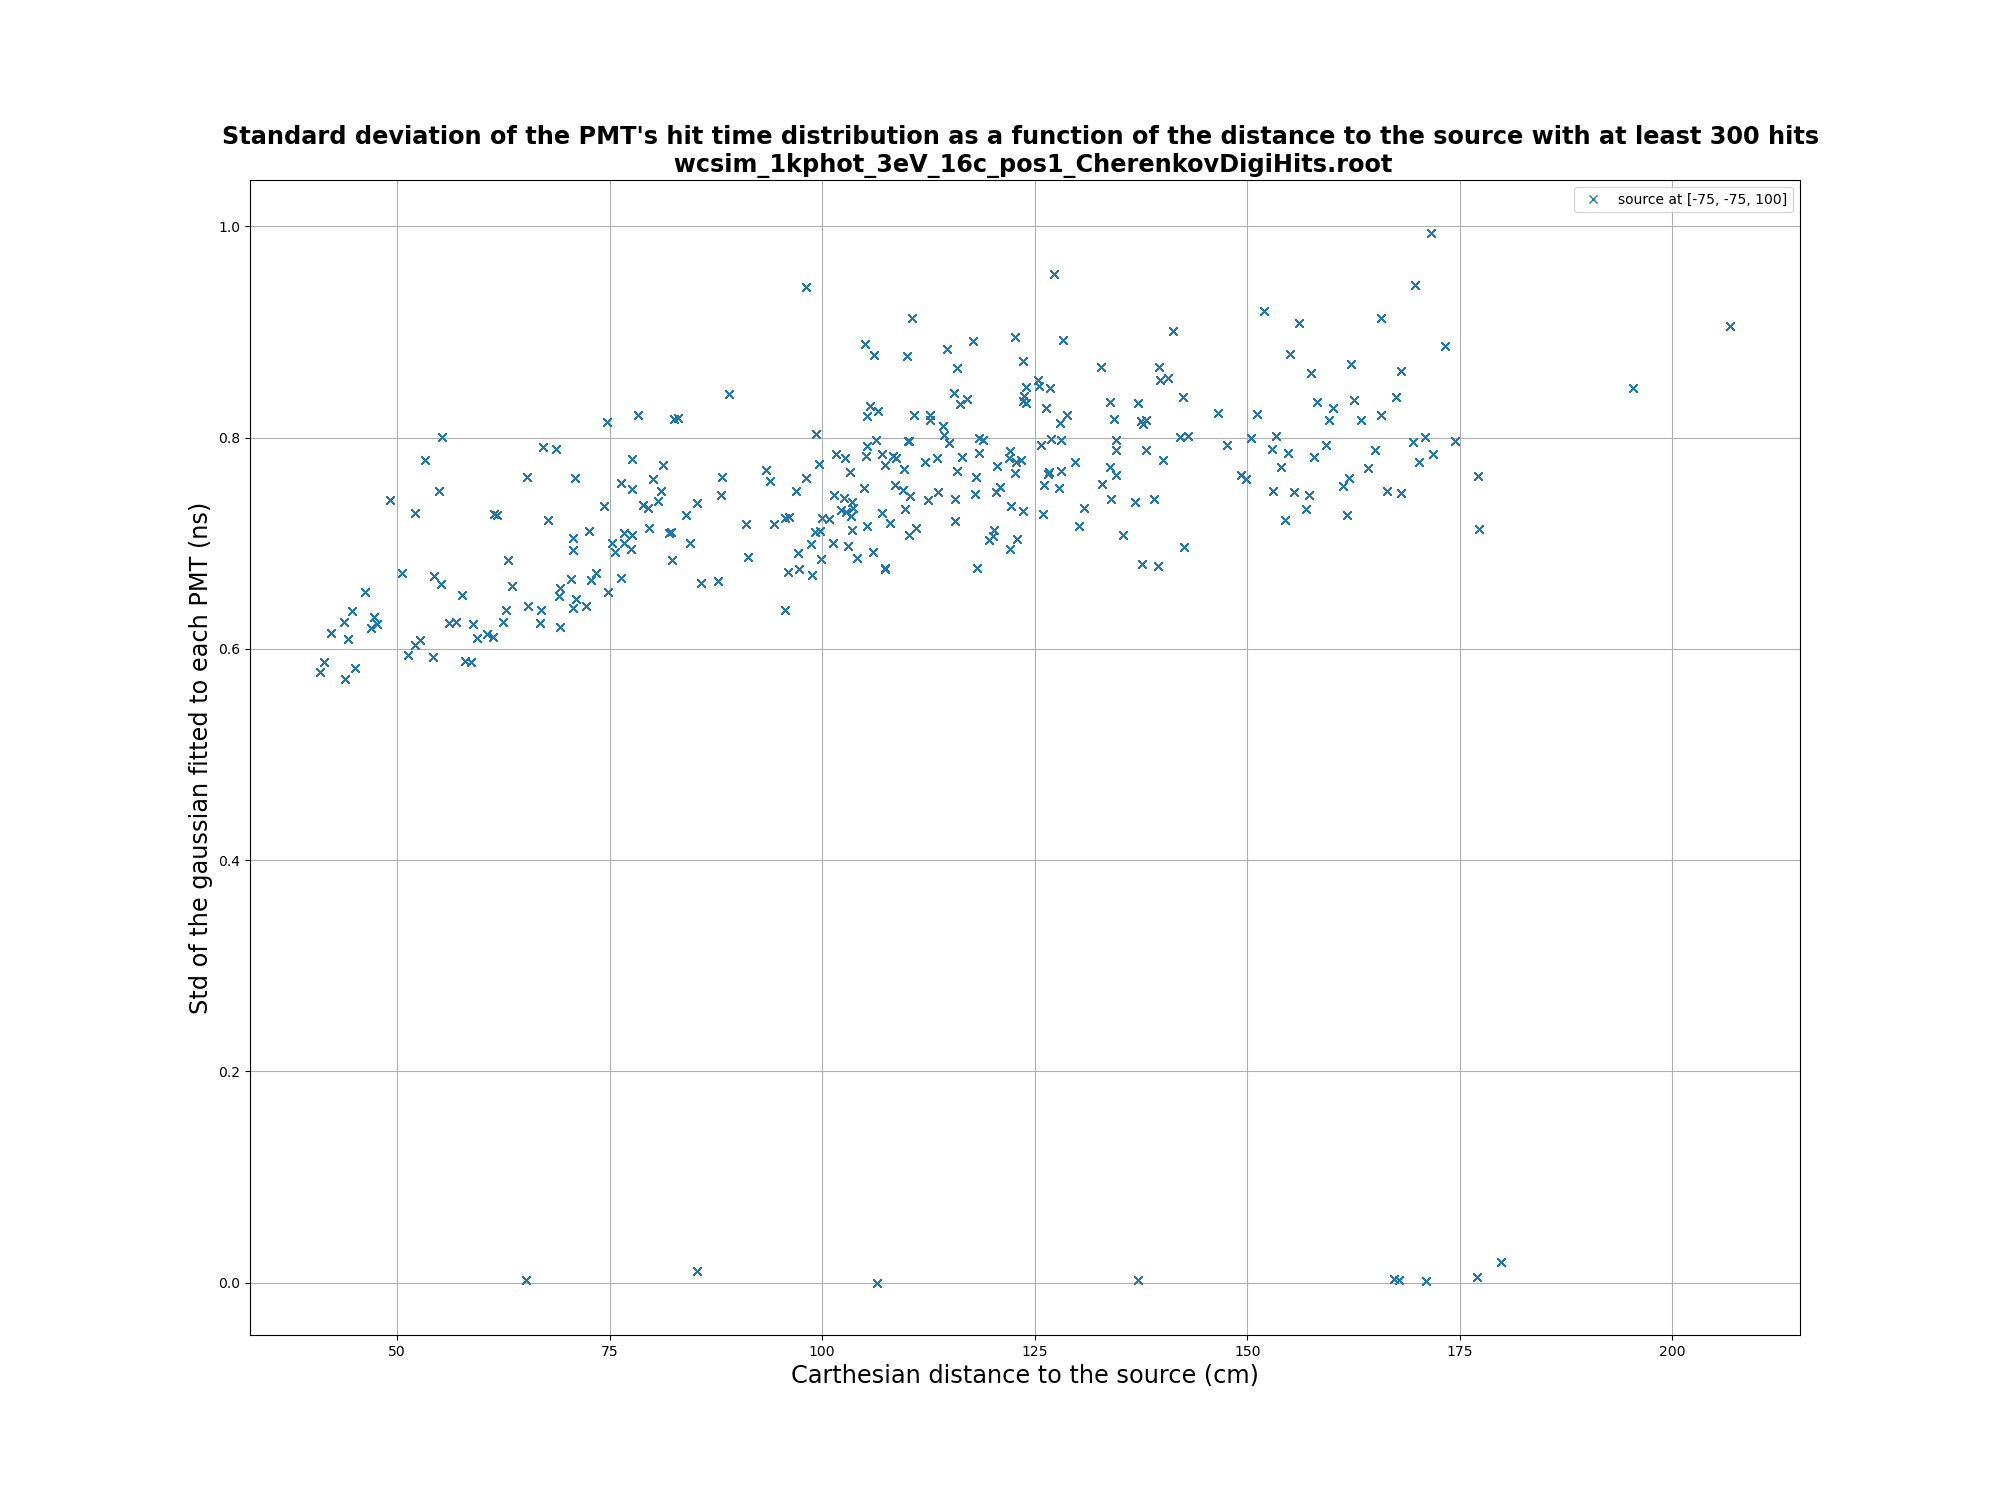 Standard deviation of the PMT's hit time distribution as a function of the distance to the source with at least 300 hits
wcsim_1kphot_3eV_16c_pos1_CherenkovDigiHits.root
source at [-75, -75, 100]
1.0
0.8
0.6
0.4
0.2
0.0
Std of the gaussian fitted to each PMT (ns)
50 75 100 125 150 175 200
Carthesian distance to the source (cm)